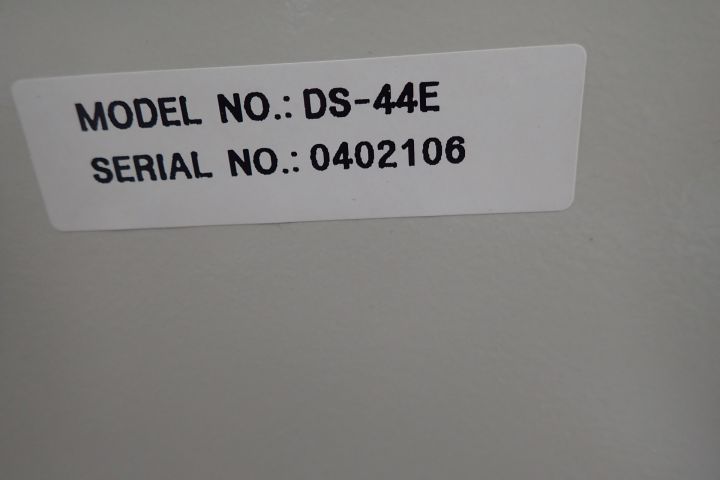 MODEL NO.: DS-44E
SERIAL NO.: 0402106